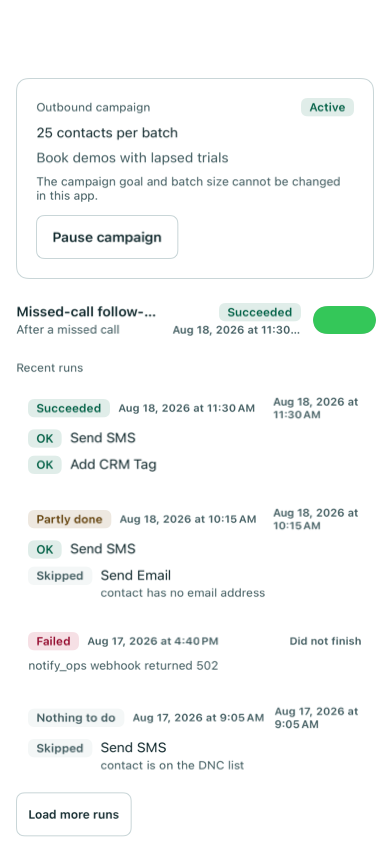 Outbound campaign Active
25 contacts per batch
Book demos with lapsed trials
The campaign goal and batch size cannot be changed
in this app.
Pause campaign
Missed-call follow-... Succeeded
After a missed call Aug 18, 2026 at 11:30...
Recent runs
Succeeded Aug 18, 2026 at 11:30 AM Aug 18, 2026 at
11:30 AM
OK Send SMS
OK Add CRM Tag
Partly done Aug 18, 2026 at 10:15 AM Aug 18, 2026 at
10:15 AM
OK Send SMS
Skipped Send Email
contact has no email address
Failed Aug 17, 2026 at 4:40 PM Did not finish
notify_ops webhook returned 502
Nothing to do Aug 17, 2026 at 9:05 AM Aug 17, 2026 at
9:05 AM
Skipped Send SMS
contact is on the DNC list
Load more runs